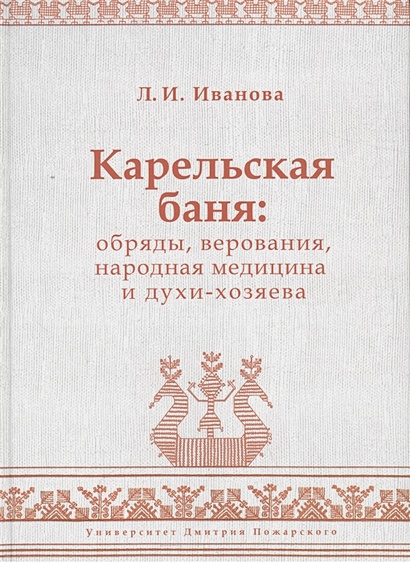 Л. И. Иванова
Карельская
баня:
обряды, верования,
народная медицина
и духи-хозяева
Университет Дмитрия Пожарского